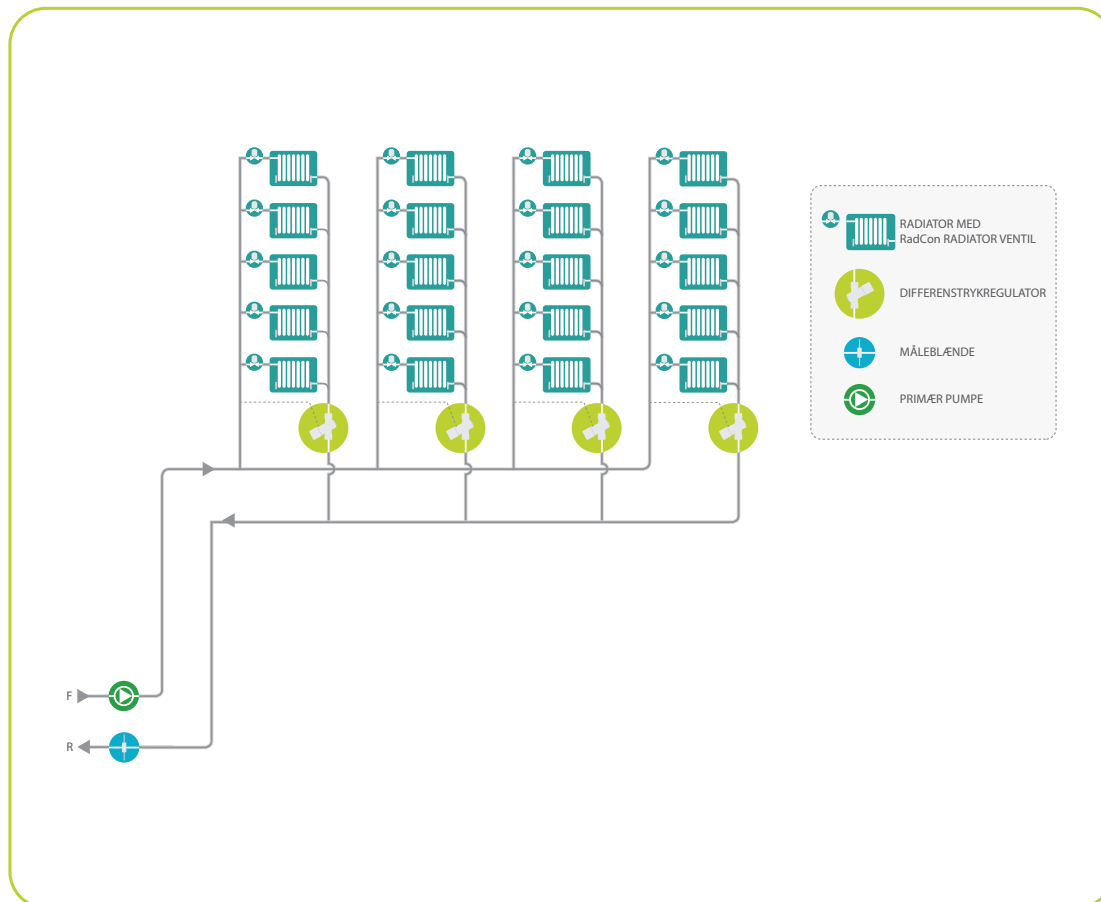 RADIATOR MED
RadCon RADIATOR VENTIL
DIFFERENSTRYKREGULATOR
MÅLEBLÆNDE
PRIMÆR PUMPE
F
R